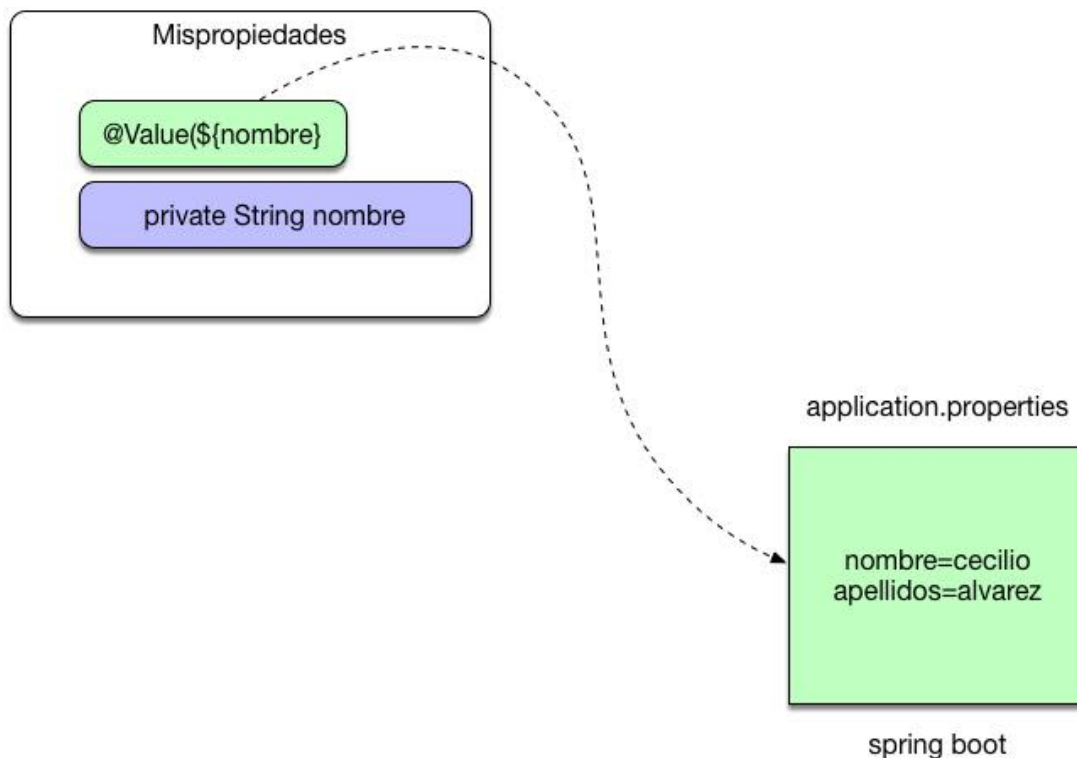 Mispropiedades
@Value(${nombre}
private String nombre
application.properties
nombre=cecilio
apellidos=alvarez
spring boot